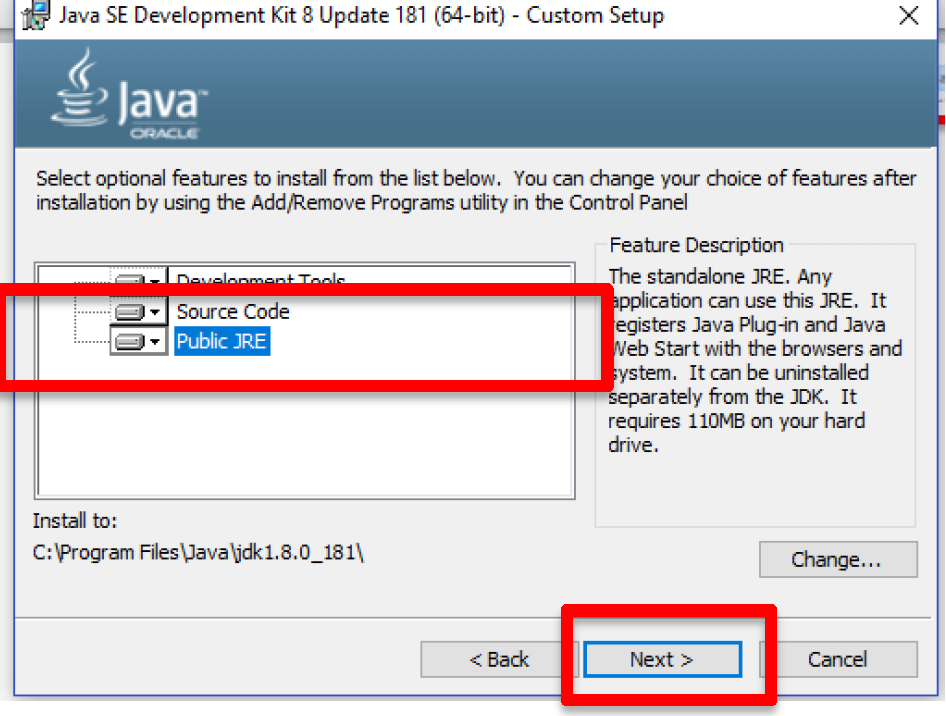 Java SE Development Kit 8 Update 181 (64-bit) - Custom Setup
Java™
ORACLE
Select optional features to install from the list below. You can change your choice of features after
installation by using the Add/Remove Programs utility in the Control Panel
Development Tools
Source Code
Public JRE
Feature Description
The standalone JRE. Any
application can use this JRE. It
registers Java Plug-in and Java
Web Start with the browsers and
system. It can be uninstalled
separately from the JDK. It
requires 110MB on your hard
drive.
Install to:
C:\Program Files\Java\jdk1.8.0_181\
Change...
< Back
Next >
Cancel